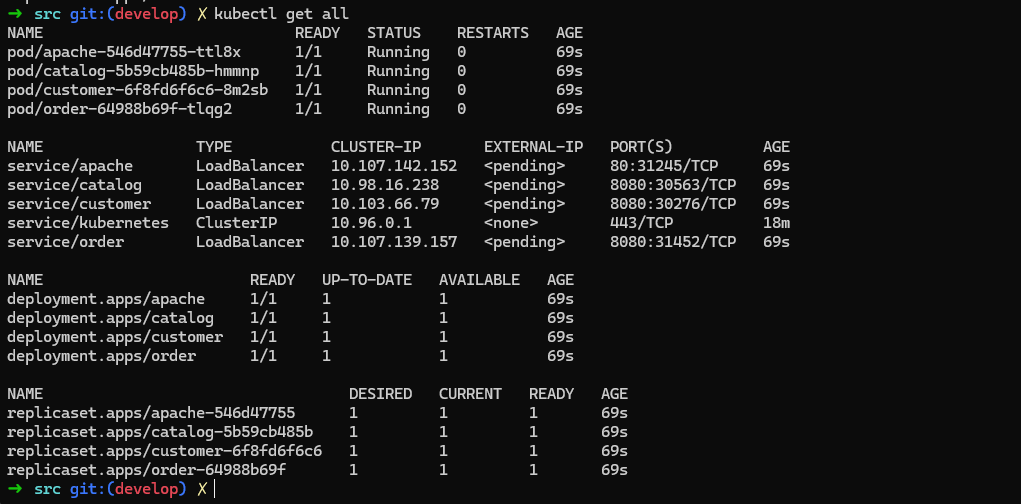 ➜ src git:(develop) ✗ kubectl get all
NAME READY STATUS RESTARTS AGE
pod/apache-546d47755-ttl8x 1/1 Running 0 69s
pod/catalog-5b59cb485b-hmmnp 1/1 Running 0 69s
pod/customer-6f8fd6f6c6-8m2sb 1/1 Running 0 69s
pod/order-64988b69f-tlqg2 1/1 Running 0 69s
NAME TYPE CLUSTER-IP EXTERNAL-IP PORT(S) AGE
service/apache LoadBalancer 10.107.142.152 <pending> 80:31245/TCP 69s
service/catalog LoadBalancer 10.98.16.238 <pending> 8080:30563/TCP 69s
service/customer LoadBalancer 10.103.66.79 <pending> 8080:30276/TCP 69s
service/kubernetes ClusterIP 10.96.0.1 <none> 443/TCP 18m
service/order LoadBalancer 10.107.139.157 <pending> 8080:31452/TCP 69s
NAME READY UP-TO-DATE AVAILABLE AGE
deployment.apps/apache 1/1 1 1 69s
deployment.apps/catalog 1/1 1 1 69s
deployment.apps/customer 1/1 1 1 69s
deployment.apps/order 1/1 1 1 69s
NAME DESIRED CURRENT READY AGE
replicaset.apps/apache-546d47755 1 1 1 69s
replicaset.apps/catalog-5b59cb485b 1 1 1 69s
replicaset.apps/customer-6f8fd6f6c6 1 1 1 69s
replicaset.apps/order-64988b69f 1 1 1 69s
➜ src git:(develop) ✗